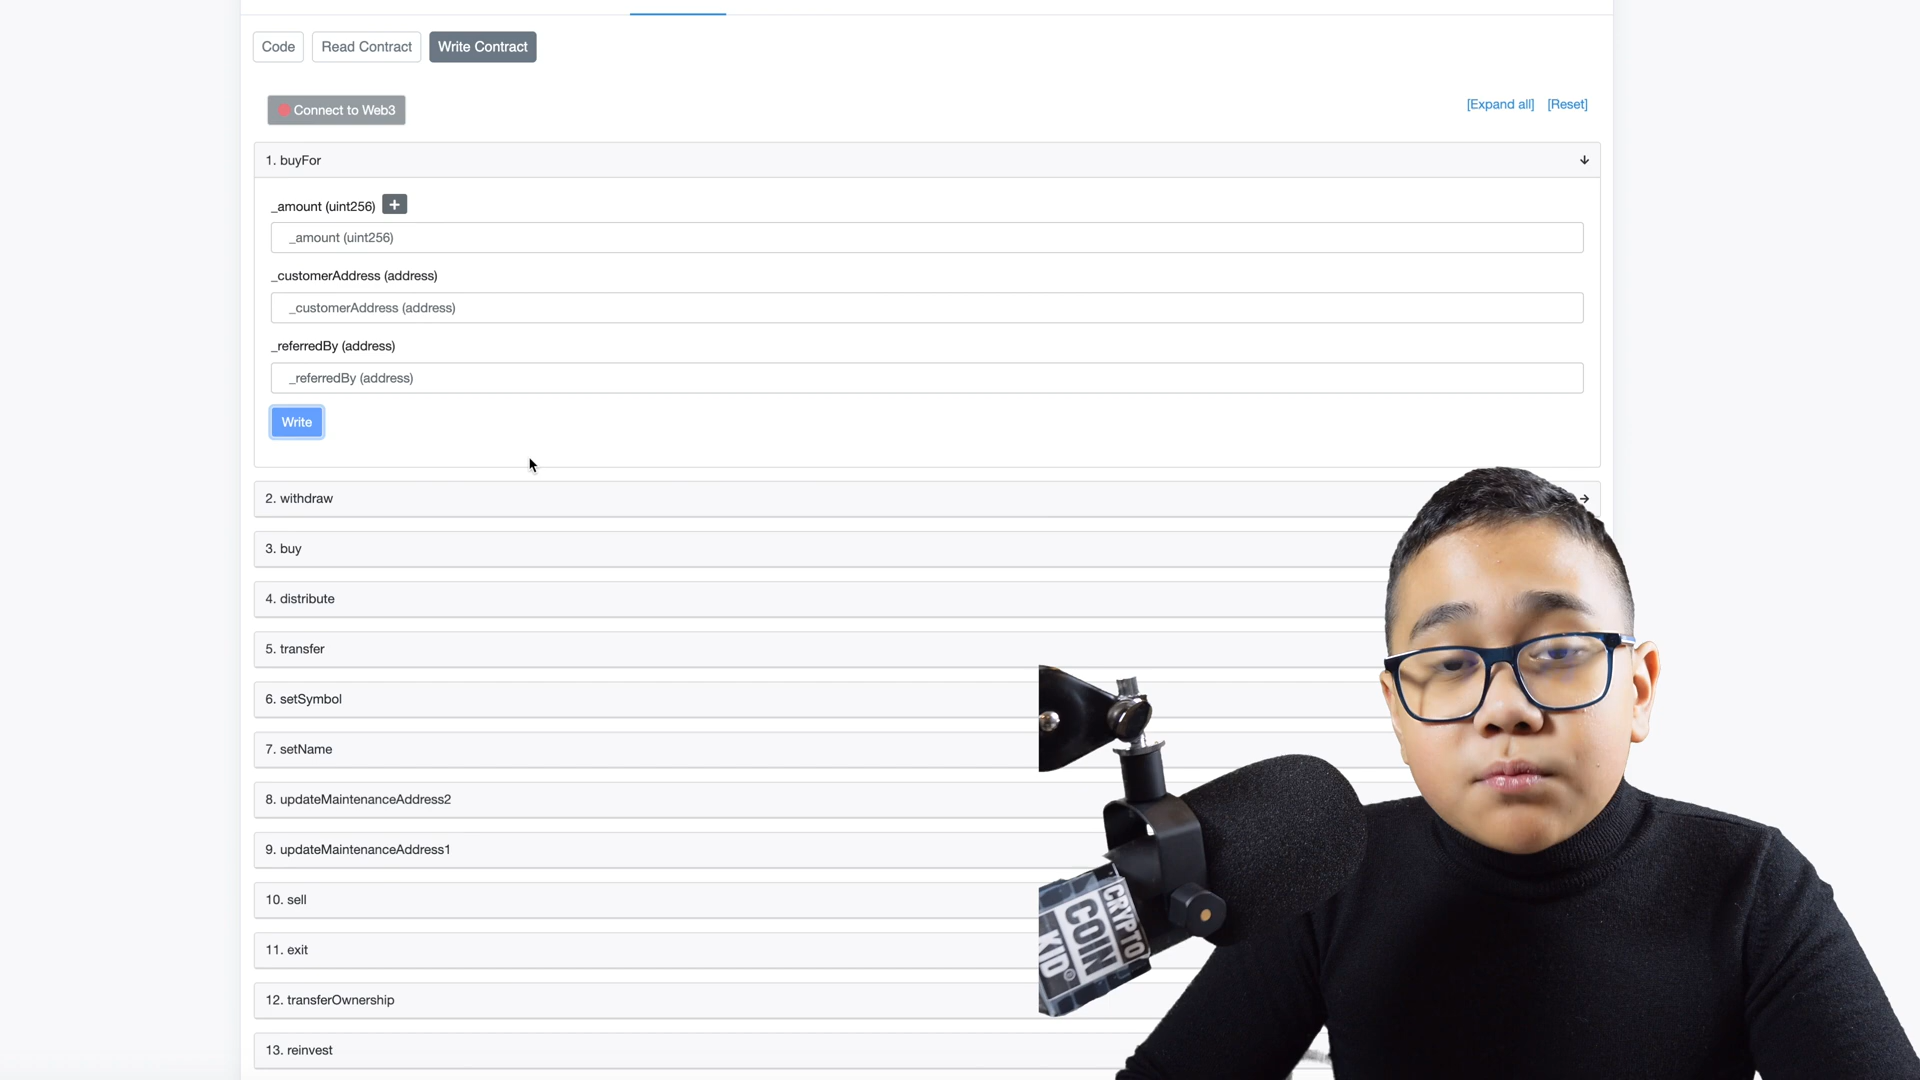 Code Read Contract Write Contract
Connect to Web3
[Expand all] [Reset]
1. buyFor
_amount (uint256) +
_amount (uint256)
_customerAddress (address)
_customerAddress (address)
_referredBy (address)
_referredBy (address)
Write
2. withdraw
3. buy
4. distribute
5. transfer
6. setSymbol
7. setName
8. updateMaintenanceAddress2
9. updateMaintenanceAddress1
10. sell
11. exit
12. transferOwnership
13. reinvest
CRYPTO
COIN
KID®